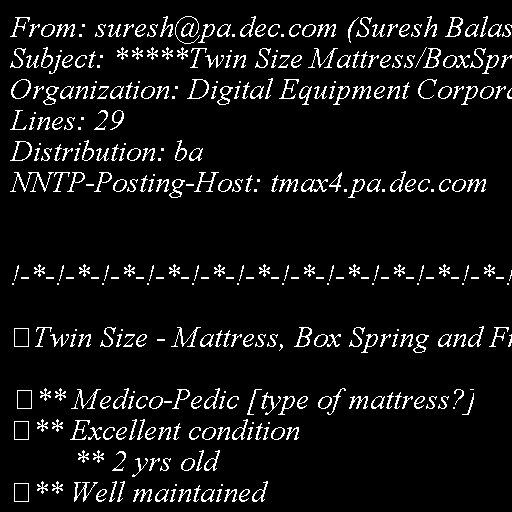 From: suresh@pa.dec.com (Suresh Balas
Subject: *****Twin Size Mattress/BoxSpr
Organization: Digital Equipment Corpora
Lines: 29
Distribution: ba
NNTP-Posting-Host: tmax4.pa.dec.com
/-*-/-*-/-*-/-*-/-*-/-*-/-*-/-*-/-*-/-*-/-*-/
Twin Size - Mattress, Box Spring and Fr
** Medico-Pedic [type of mattress?]
** Excellent condition
** 2 yrs old
** Well maintained